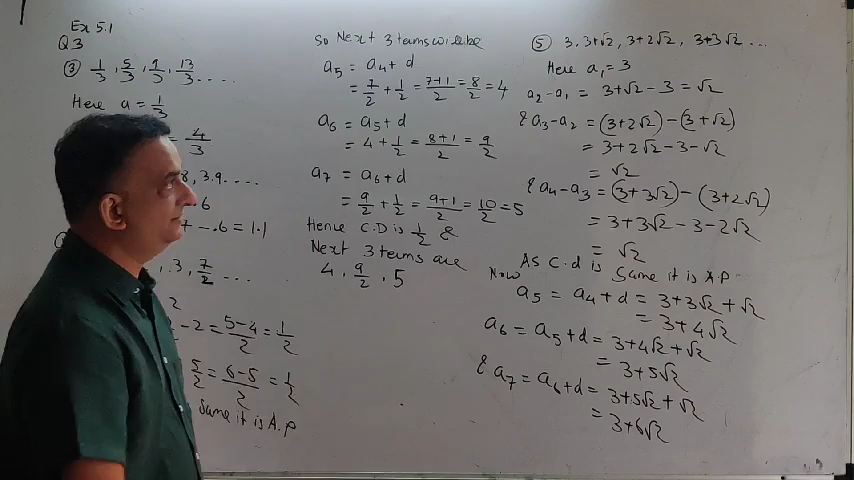 Ex 5.1
Q3
③ 1/3, 5/3, 9/3, 13/3 ....
Here a = 1/3
= 4/3
8, 3.9 ....
6
+ -.6 = 1.1
, 3, 7/2 ...
2
- 2 = 5-4/2 = 1/2
5/2 = 6-5/2 = 1/2
Same it is A.P
So Next 3 terms will be
a5 = a4 + d
= 7/2 + 1/2 = 7+1/2 = 8/2 = 4
a6 = a5 + d
= 4 + 1/2 = 8+1/2 = 9/2
a7 = a6 + d
= 9/2 + 1/2 = 9+1/2 = 10/2 = 5
Hence C.D is 1/2 &
Next 3 terms are
4, 9/2, 5
⑤ 3, 3+√2, 3+2√2, 3+3√2 ...
Here a1 = 3
a2 - a1 = 3+√2 - 3 = √2
& a3 - a2 = (3+2√2) - (3+√2)
= 3+2√2 - 3 - √2
= √2
& a4 - a3 = (3+3√2) - (3+2√2)
= 3+3√2 - 3 - 2√2
= √2
As C.d is Same it is A.P
Now
a5 = a4 + d = 3+3√2 + √2
= 3+4√2
a6 = a5 + d = 3+4√2 + √2
= 3+5√2
& a7 = a6 + d = 3+5√2 + √2
= 3+6√2